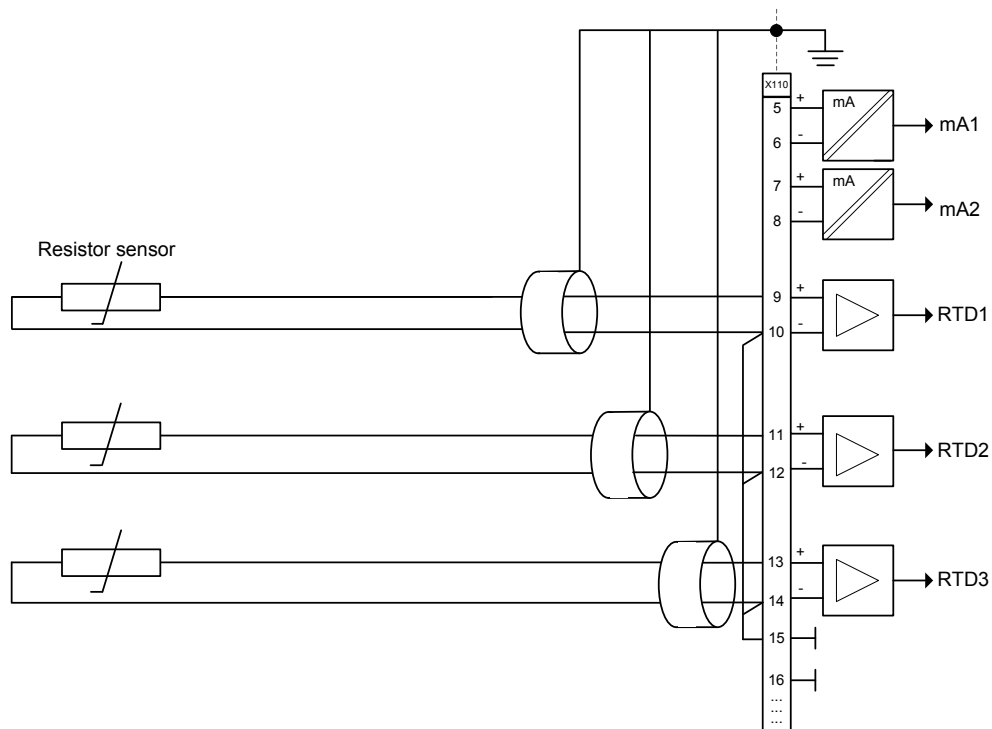 X110
5 + mA
mA1
6 -
7 + mA
mA2
8 -
Resistor sensor
9 +
RTD1
10 -
11 +
RTD2
12 -
13 +
RTD3
14 -
15
16
...
...
...